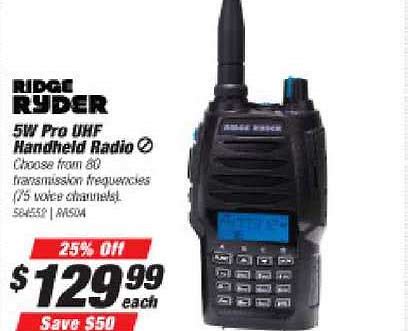 RIDGE
RYDER
5W Pro UHF
Handheld Radio
Choose from 80
transmission frequencies
(75 voice channels).
564552 | RR50A
25% Off
$129.99
each
Save $50
RIDGE RYDER